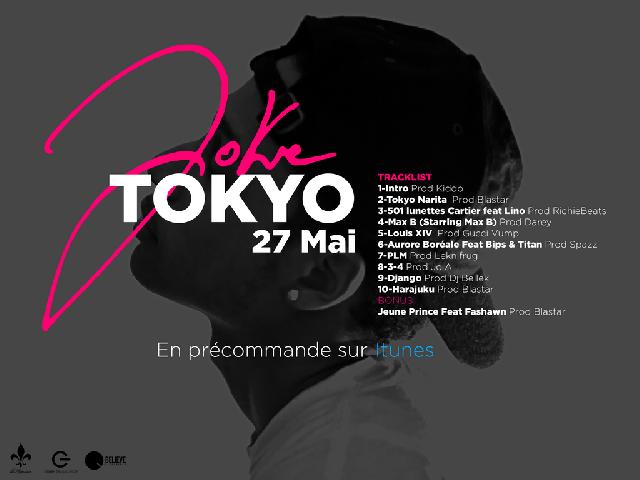 Joke
TOKYO
27 Mai
TRACKLIST
1-Intro Prod Kiddo
2-Tokyo Narita Prod Blastar
3-501 lunettes Cartier feat Lino Prod RichieBeats
4-Max B (Starring Max B) Prod Darey
5-Louis XIV Prod Gucci Vump
6-Aurore Boréale Feat Bips & Titan Prod Spazz
7-PLM Prod Leknifrug
8-3-4 Prod Jo.A
9-Django Prod Dj Bellek
10-Harajuku Prod Blastar
BONUS
Jeune Prince Feat Fashawn Prod Blastar
En précommande sur Itunes
BELIEVE